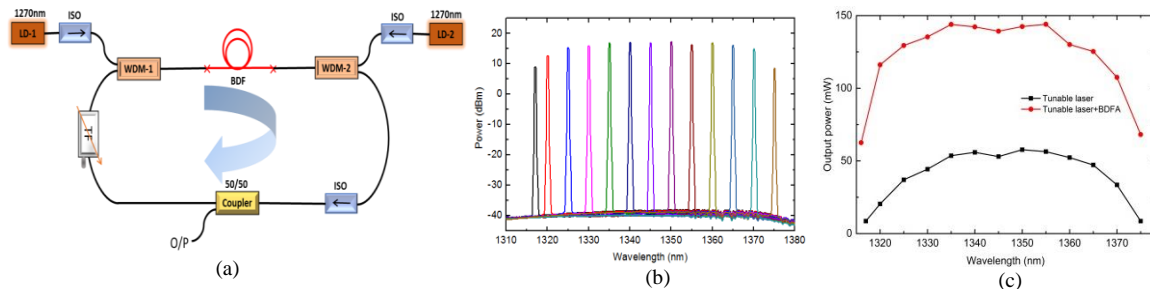 1270nm
LD-1
ISO
ISO
1270nm
LD-2
WDM-1
BDF
WDM-2
TF
50/50
Coupler
ISO
O/P
(a)
Power (dBm)
20
10
0
-10
-20
-30
-40
1310 1320 1330 1340 1350 1360 1370 1380
Wavelength (nm)
(b)
Output power (mW)
150
100
50
0
Tunable laser
Tunable laser+BDFA
1320 1330 1340 1350 1360 1370
Wavelength (nm)
(c)